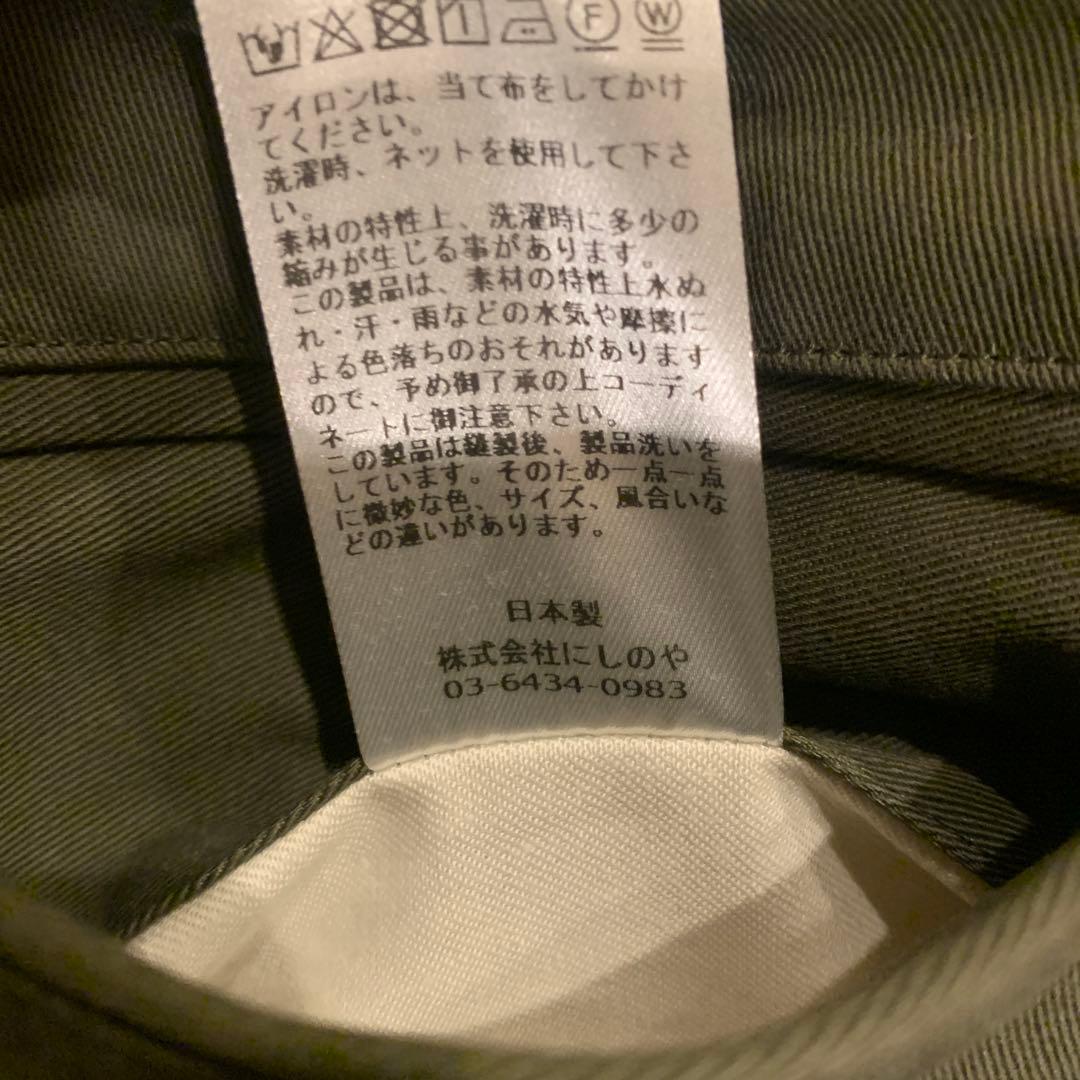 F W
アイロンは、当て布をしてかけ
てください。
洗濯時、ネットを使用して下さ
い。
素材の特性上、洗濯時に多少の
縮みが生じる事があります。
この製品は、素材の特性上水ぬ
れ・汗・雨などの水気や摩擦に
よる色落ちのおそれがあります
ので、予め御了承の上コーディ
ネートに御注意下さい。
この製品は縫製後、製品洗いを
しています。そのため一点一点
に微妙な色、サイズ、風合いな
どの違いがあります。
日本製
株式会社にしのや
03-6434-0983